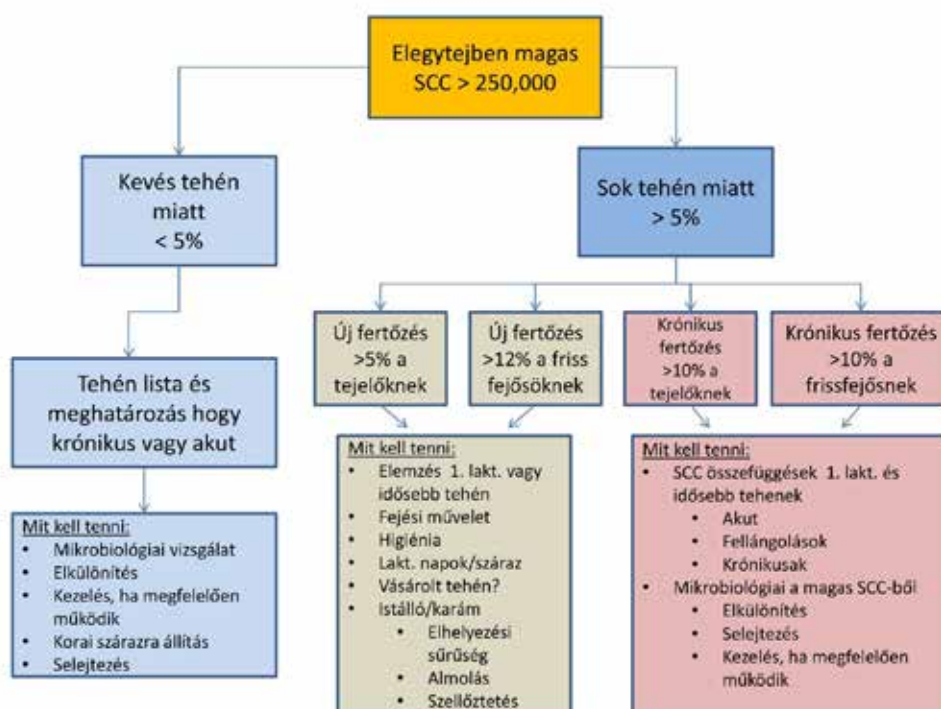 Elegytejben magas
SCC > 250,000
Kevés tehén
miatt
< 5%
Sok tehén miatt
> 5%
Tehén lista és
meghatározás hogy
krónikus vagy akut
Új fertőzés
>5% a
tejelőknek
Új fertőzés
>12% a friss
fejősöknek
Krónikus
fertőzés
>10% a
tejelőknek
Krónikus fertőzés
>10% a
frissfejősnek
Mit kell tenni:
• Mikrobiológiai vizsgálat
• Elkülönítés
• Kezelés, ha megfelelően
működik
• Korai szárazra állítás
• Selejtezés
Mit kell tenni:
• Elemzés 1. lakt. vagy
idősebb tehén
• Fejésiművelet
• Higiénia
• Lakt. napok/száraz
• Vásárolt tehén?
• Istálló/karám
• Elhelyezési
sűrűség
• Almolás
• Szellőztetés
Mit kell tenni:
• SCC összefüggések 1. lakt. és
idősebb tehenek
• Akut
• Fellángolások
• Krónikusak
• Mikrobiológiai a magas SCC-ből
• Elkülönítés
• Selejtezés
• Kezelés, ha megfelelően
működik